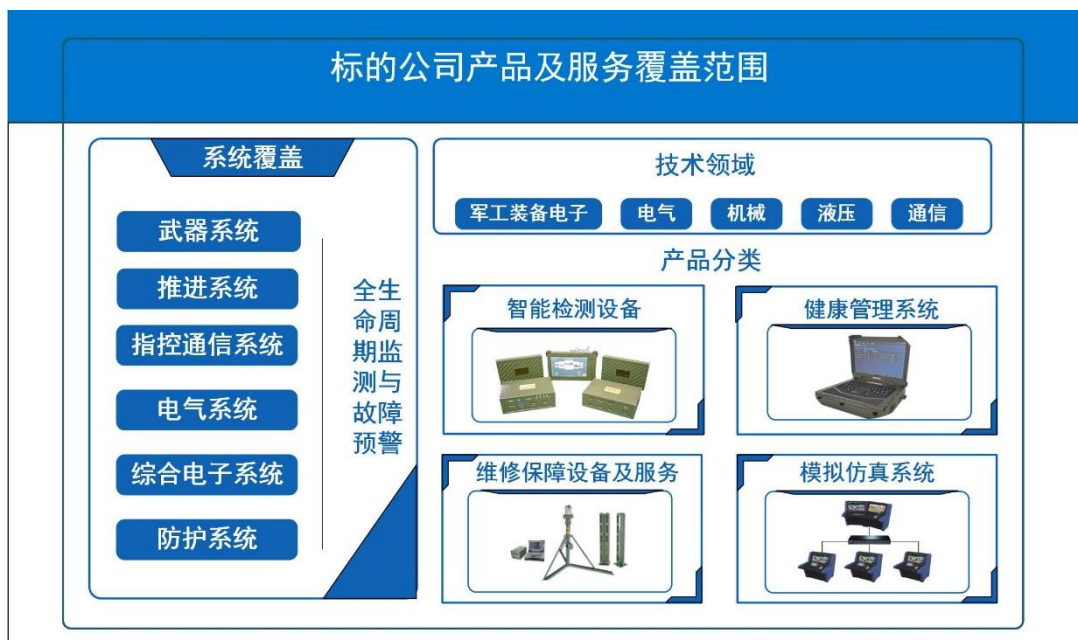 标的公司产品及服务覆盖范围
系统覆盖
武器系统
推进系统
指控通信系统
电气系统
综合电子系统
防护系统
全生
命周
期监
测与
故障
预警
技术领域
军工装备电子
电气
机械
液压
通信
产品分类
智能检测设备
健康管理系统
维修保障设备及服务
模拟仿真系统